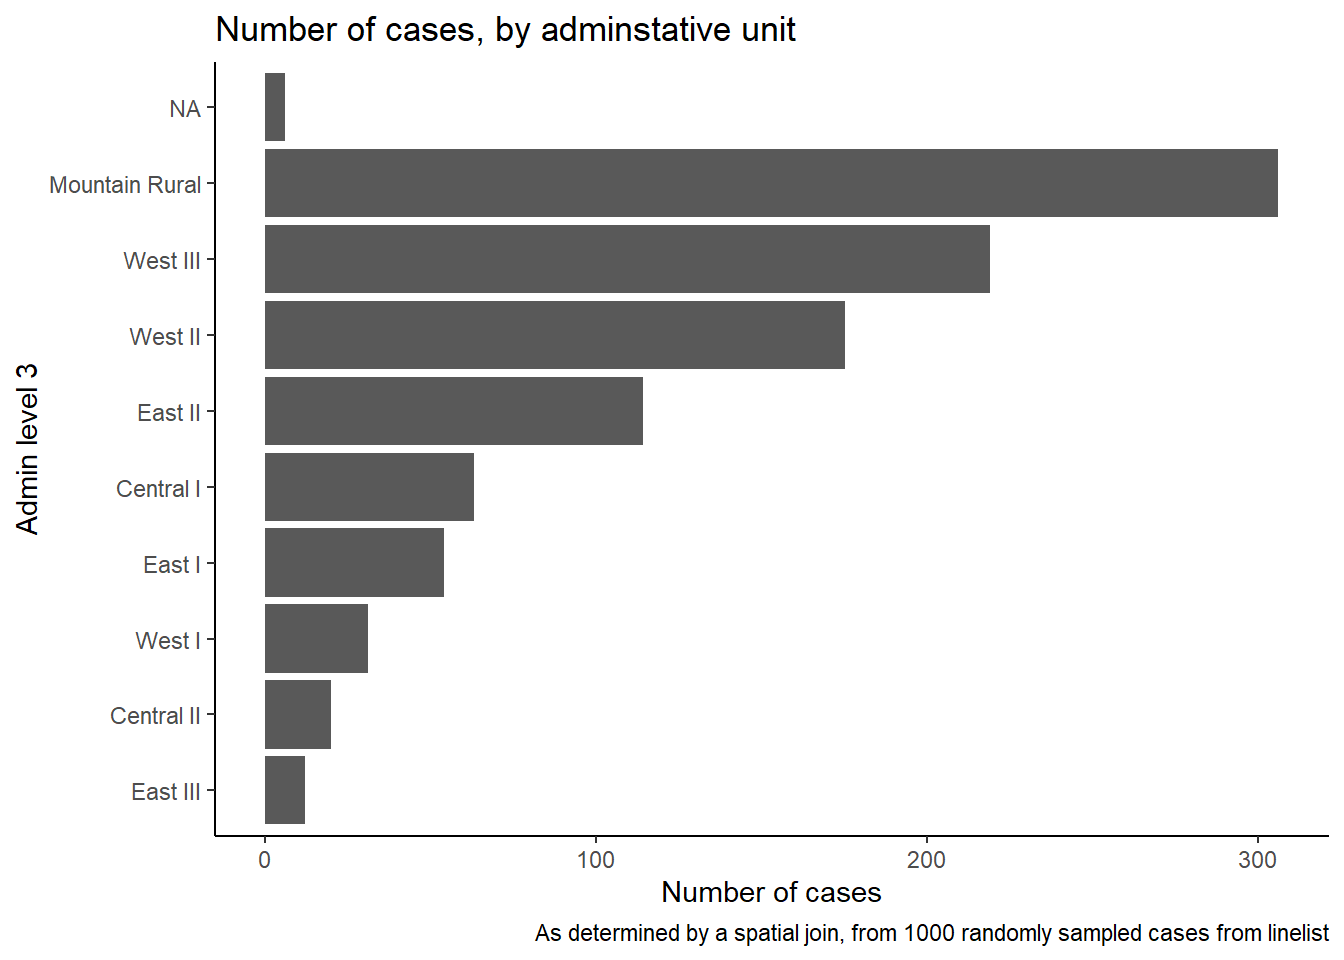 Number of cases, by adminstative unit
NA
Mountain Rural
West III
West II
East II
Central I
East I
West I
Central II
East III
Admin level 3
0 100 200 300
Number of cases
As determined by a spatial join, from 1000 randomly sampled cases from linelist